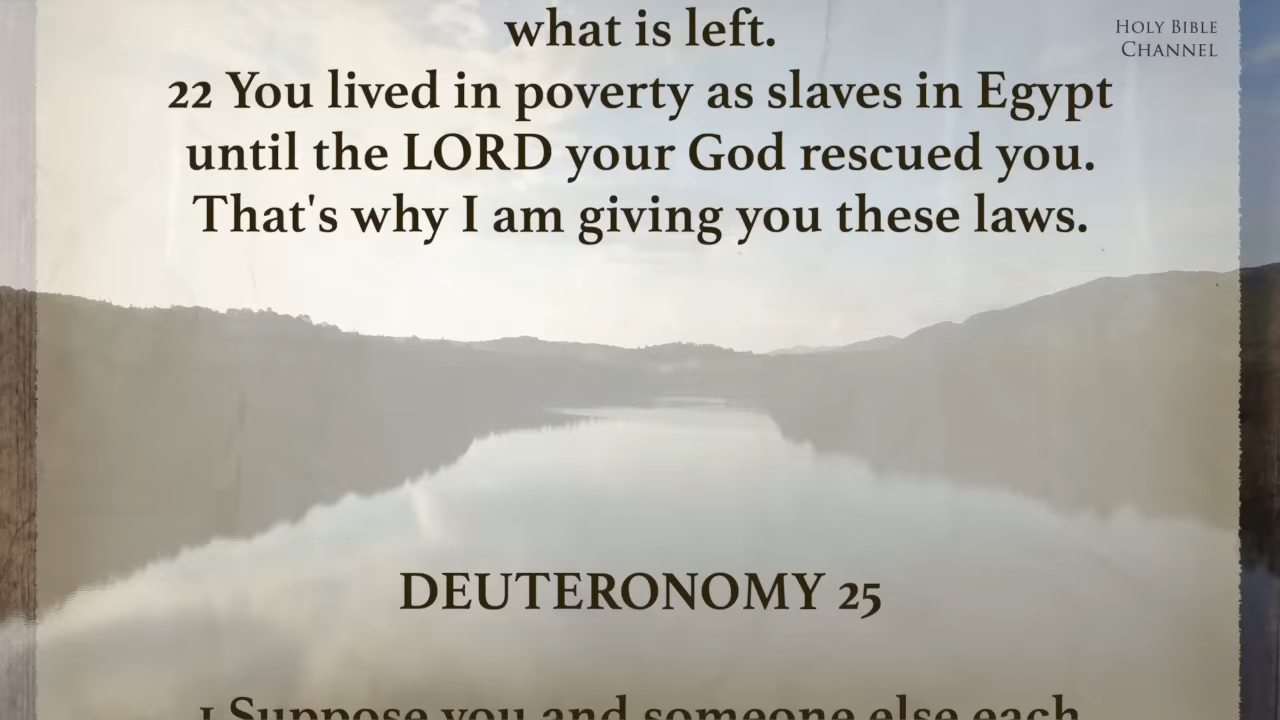 what is left.
HOLY BIBLE
CHANNEL
22 You lived in poverty as slaves in Egypt
until the LORD your God rescued you.
That's why I am giving you these laws.
DEUTERONOMY 25
1 Suppose you and someone else each